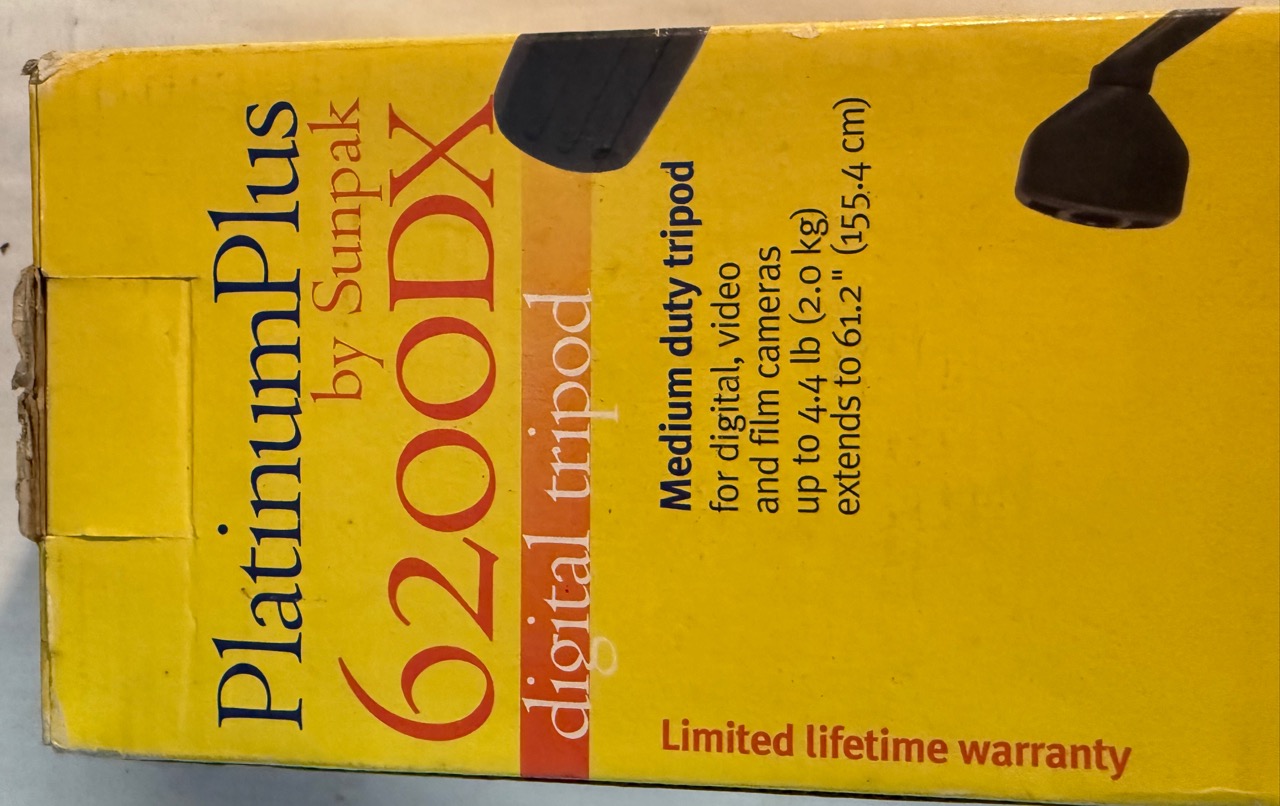 PlatinumPlus
by Sunpak
6200DX
digital tripod
Medium duty tripod
for digital, video
and film cameras
up to 4.4 lb (2.0 kg)
extends to 61.2" (155.4 cm)
Limited lifetime warranty